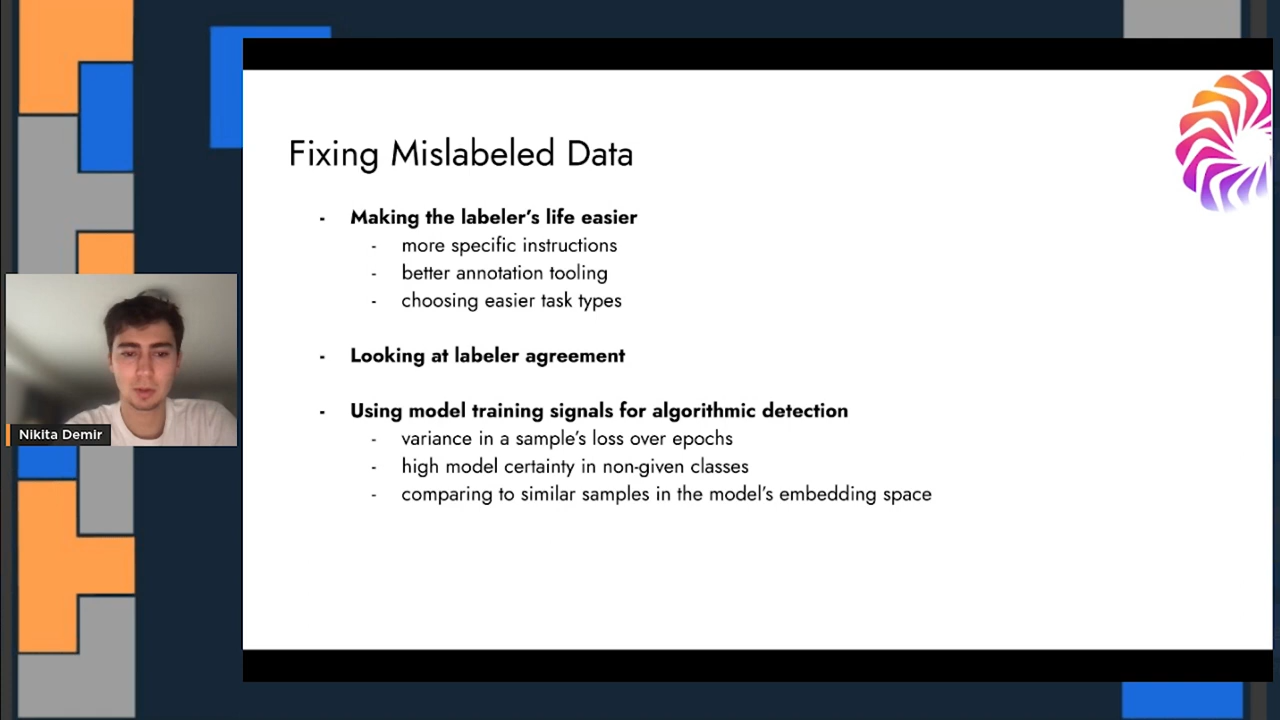 Fixing Mislabeled Data
- Making the labeler's life easier
- more specific instructions
- better annotation tooling
- choosing easier task types
- Looking at labeler agreement
- Using model training signals for algorithmic detection
- variance in a sample's loss over epochs
- high model certainty in non-given classes
- comparing to similar samples in the model's embedding space
Nikita Demir